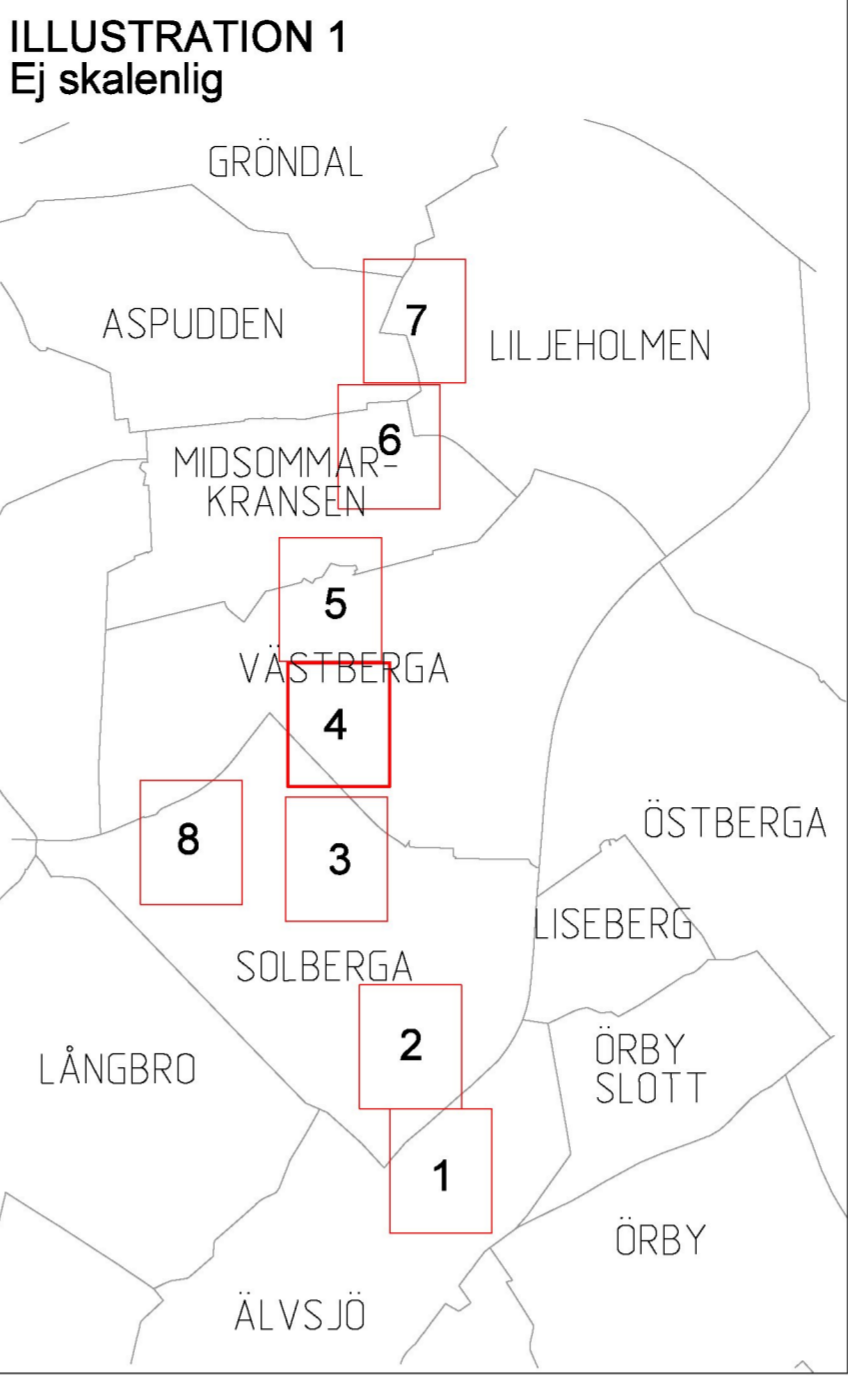 ILLUSTRATION 1
Ej skalenlig
GRÖNDAL
7
ASPUDDEN
LILJEHOLMEN
6
MIDSOMMAR-
KRANSEN
5
VÄSTBERGA
4
ÖSTBERGA
8
3
LISEBERG
SOLBERGA
2
ÖRBY
SLOTT
LÅNGBRO
1
ÖRBY
ÄLVSJÖ